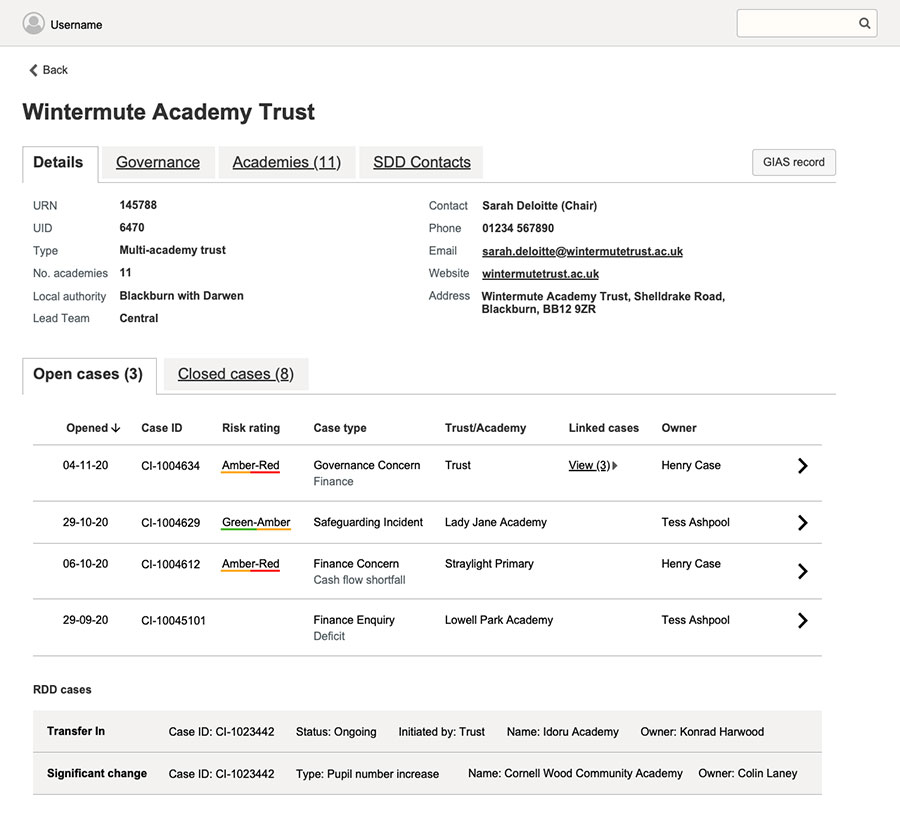 Username
Back
Wintermute Academy Trust
Details Governance Academies (11) SDD Contacts GIAS record
URN 145788
UID 6470
Type Multi-academy trust
No. academies 11
Local authority Blackburn with Darwen
Lead Team Central
Contact Sarah Deloitte (Chair)
Phone 01234 567890
Email sarah.deloitte@wintermutetrust.ac.uk
Website wintermutetrust.ac.uk
Address Wintermute Academy Trust, Shelldrake Road,
Blackburn, BB12 9ZR
Open cases (3) Closed cases (8)
Opened Case ID Risk rating Case type Trust/Academy Linked cases Owner
04-11-20 CI-1004634 Amber-Red Governance Concern Trust View (3) Henry Case
Finance
29-10-20 CI-1004629 Green-Amber Safeguarding Incident Lady Jane Academy Tess Ashpool
06-10-20 CI-1004612 Amber-Red Finance Concern Straylight Primary Henry Case
Cash flow shortfall
29-09-20 CI-10045101 Finance Enquiry Lowell Park Academy Tess Ashpool
Deficit
RDD cases
Transfer In Case ID: CI-1023442 Status: Ongoing Initiated by: Trust Name: Idoru Academy Owner: Konrad Harwood
Significant change Case ID: CI-1023442 Type: Pupil number increase Name: Cornell Wood Community Academy Owner: Colin Laney